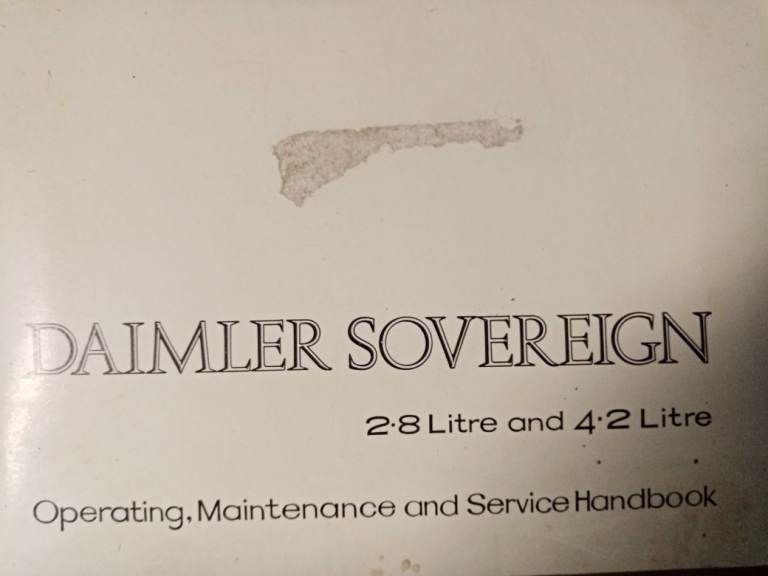 DAIMLER SOVEREIGN
2·8 Litre and 4·2 Litre
Operating, Maintenance and Service Handbook